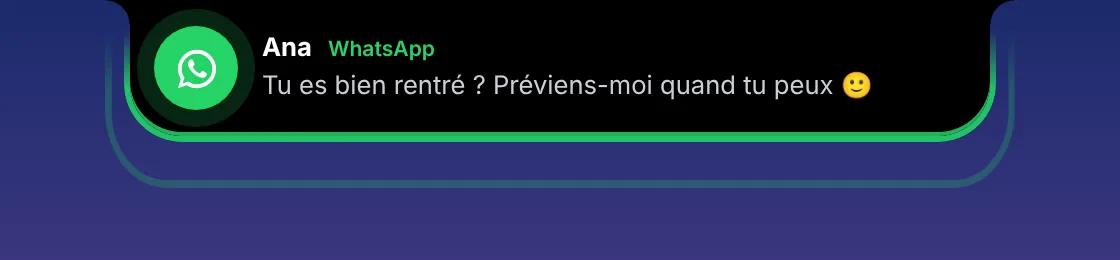 Ana WhatsApp
Tu es bien rentré ? Préviens-moi quand tu peux 🙂